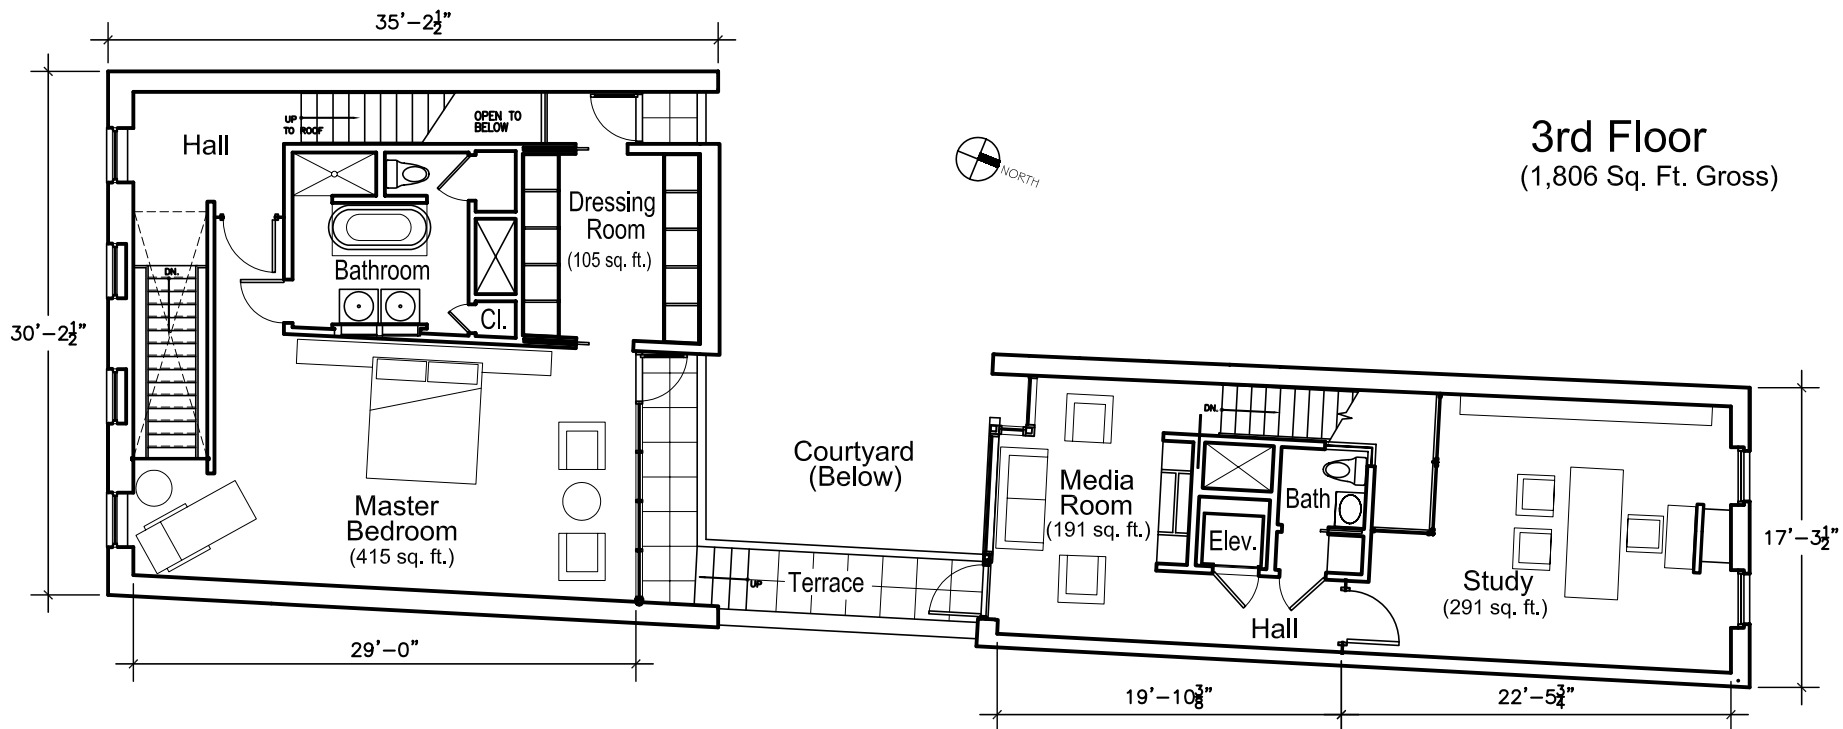 35'-2½"
3rd Floor
(1,806 Sq. Ft. Gross)
UP
TO ROOF
OPEN TO
BELOW
Hall
NORTH
Dressing
Room
(105 sq. ft.)
Bathroom
DN.
Cl.
30'-2½"
DN.
Courtyard
(Below)
Media
Room
(191 sq. ft.)
Bath
Master
Bedroom
(415 sq. ft.)
Elev.
17'-3½"
UP
Terrace
Study
(291 sq. ft.)
Hall
29'-0"
19'-10⅜"
22'-5¾"